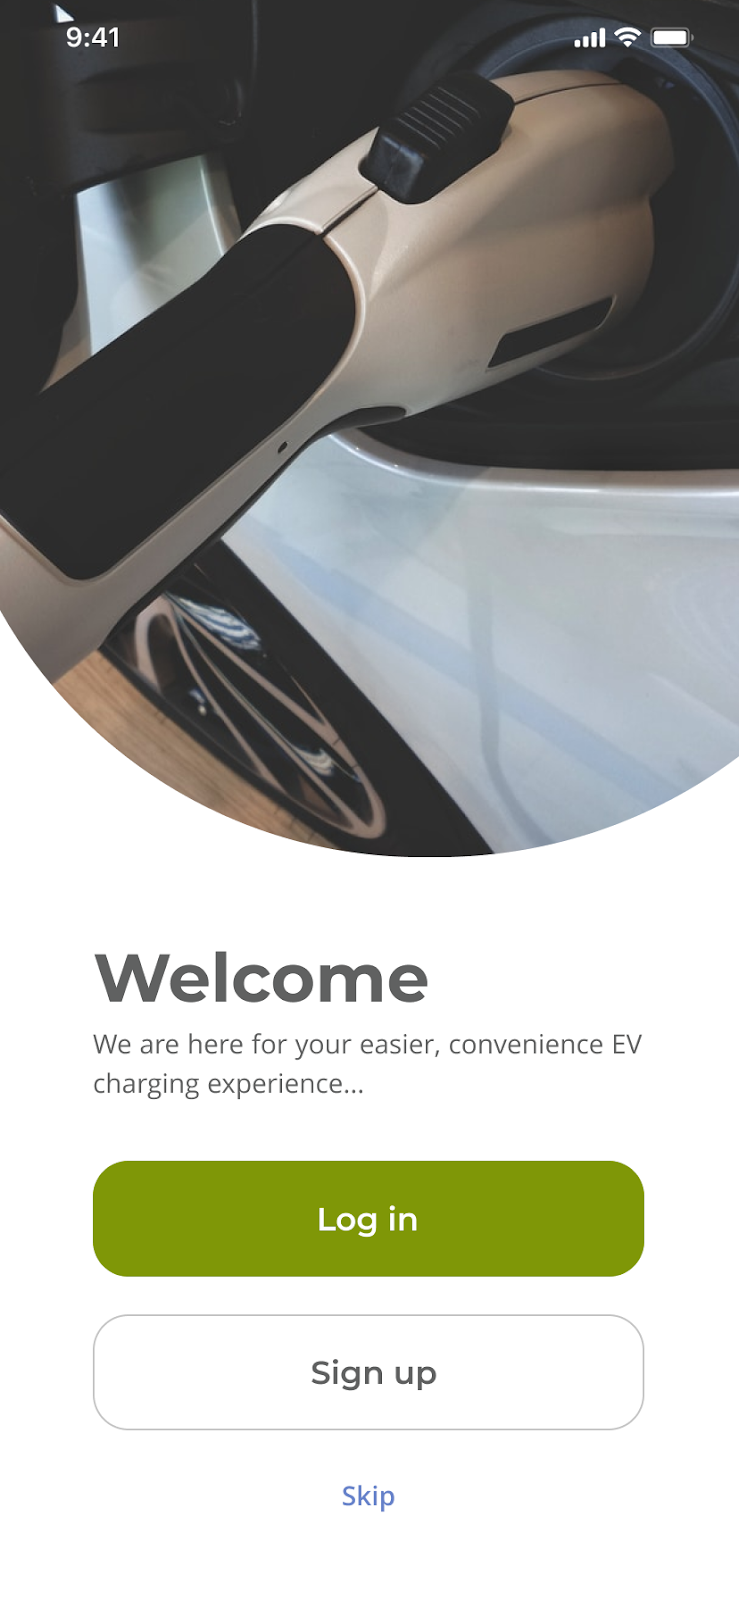 9:41
Welcome
We are here for your easier, convenience EV
charging experience...
Log in
Sign up
Skip